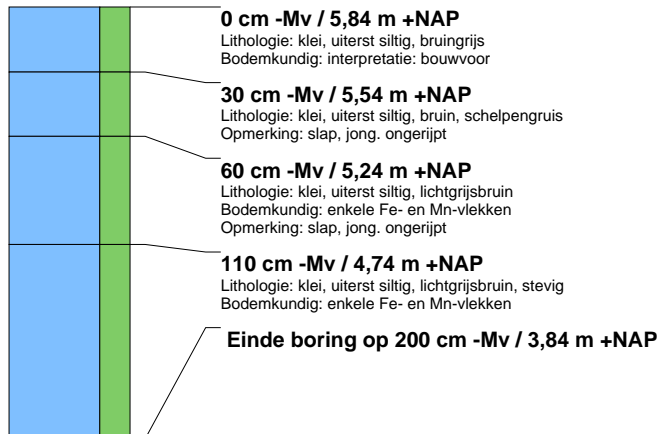 0 cm -Mv / 5,84 m +NAP
Lithologie: klei, uiterst siltig, bruingrijs
Bodemkundig: interpretatie: bouwvoor
30 cm -Mv / 5,54 m +NAP
Lithologie: klei, uiterst siltig, bruin, schelpengruis
Opmerking: slap, jong. ongerijpt
60 cm -Mv / 5,24 m +NAP
Lithologie: klei, uiterst siltig, lichtgrijsbruin
Bodemkundig: enkele Fe- en Mn-vlekken
Opmerking: slap, jong. ongerijpt
110 cm -Mv / 4,74 m +NAP
Lithologie: klei, uiterst siltig, lichtgrijsbruin, stevig
Bodemkundig: enkele Fe- en Mn-vlekken
Einde boring op 200 cm -Mv / 3,84 m +NAP